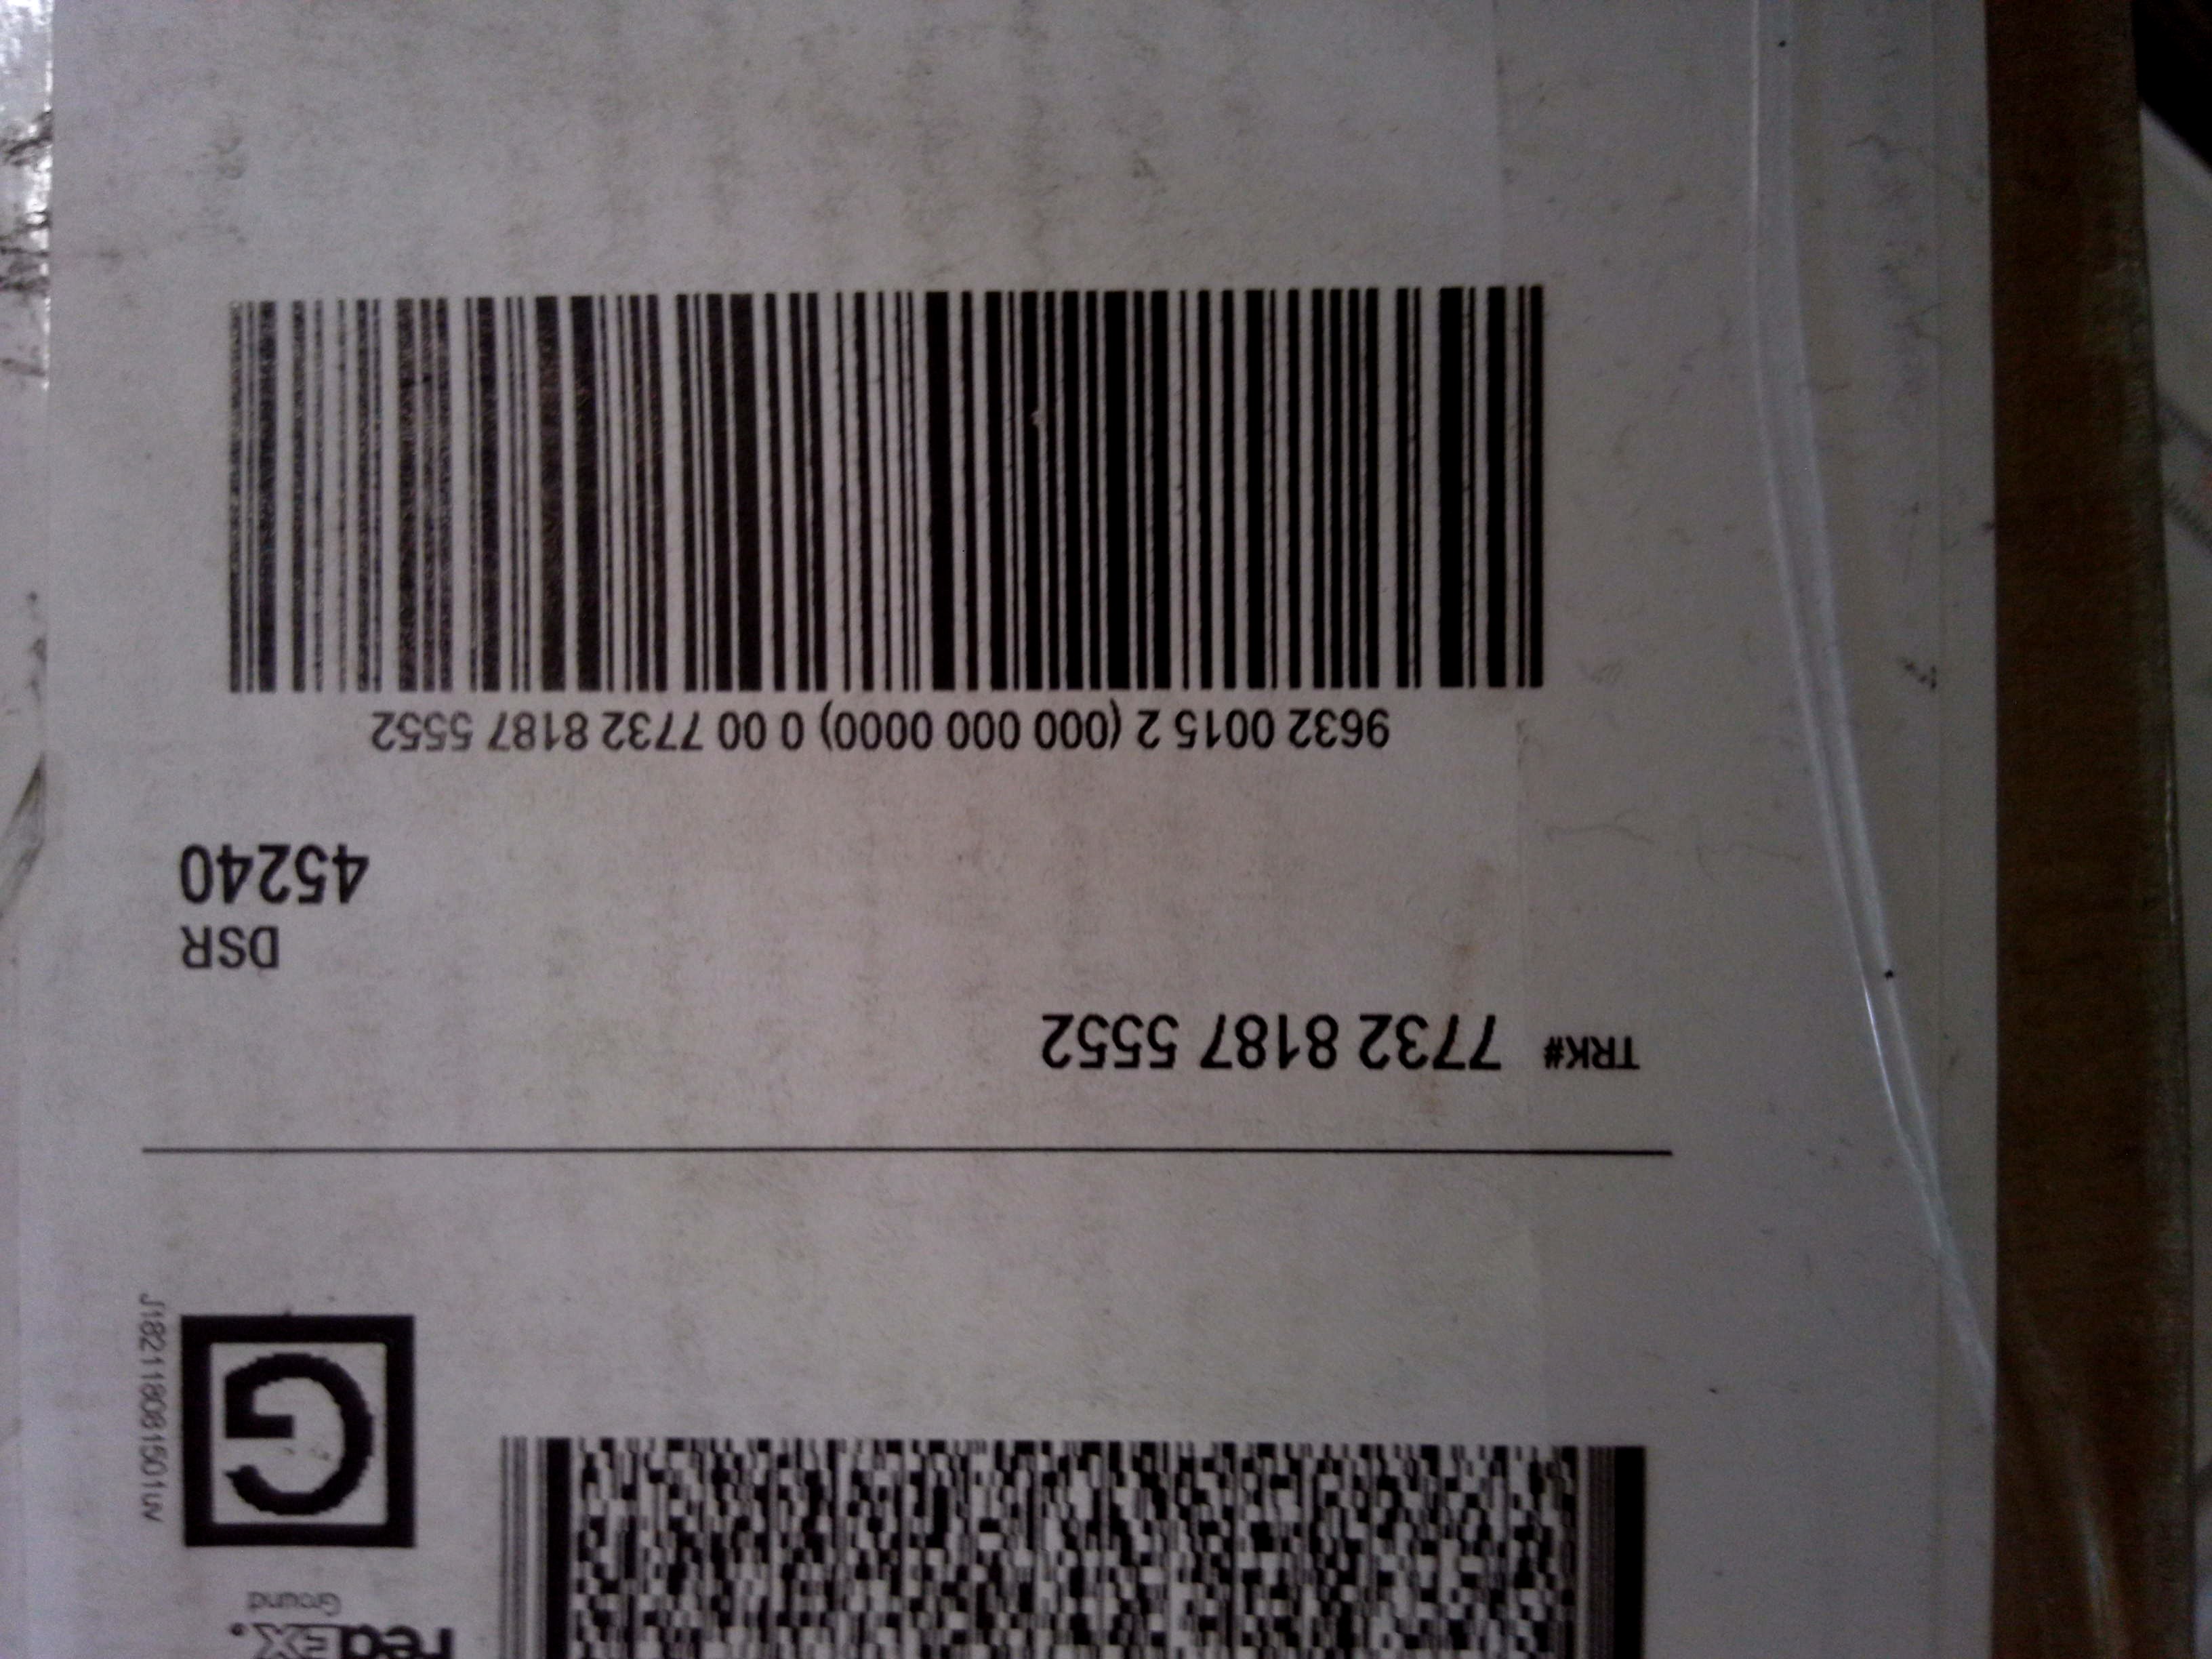 FedEx.
Ground
G
J182118081501uv
TRK# 7732 8187 5552
DSR
45240
9632 0015 2 (000 000 0000) 0 00 7732 8187 5552